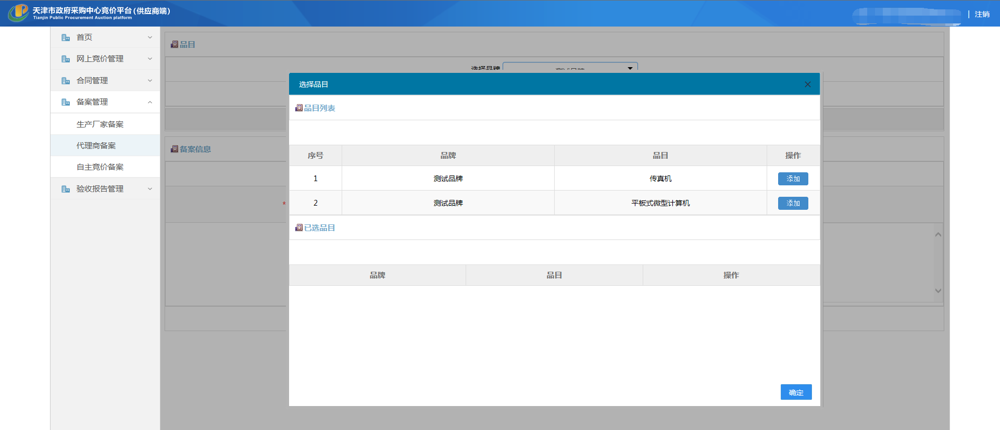 天津市政府采购中心竞价平台(供应商端)
Tianjin Public Procurement Auction platform
| 注销
首页
网上竞价管理
合同管理
备案管理
生产厂家备案
代理商备案
自主竞价备案
验收报告管理
品目
选择品牌 测试品牌
备案信息
*
选择品目
品目列表
序号 品牌 品目 操作
1 测试品牌 传真机 添加
2 测试品牌 平板式微型计算机 添加
已选品目
品牌 品目 操作
确定